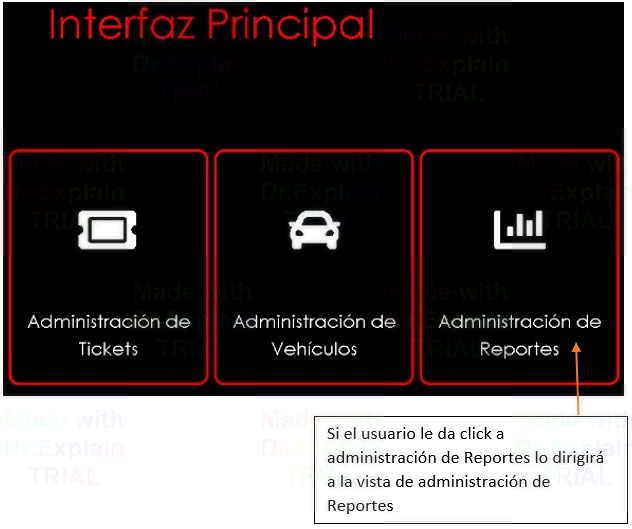 Interfaz Principal
Made with
Dr.Explain
TRIAL
Made with
Dr.Explain
TRIAL
Made with
Dr.Explain
TRIAL
Made with
Dr.Explain
TRIAL
Made with
Dr.Explain
TRIAL
Administración de
Tickets
Administración de
Vehículos
Administración de
Reportes
Made with
Dr.Explain
TRIAL
Made with
Dr.Explain
TRIAL
Made with
Dr.Explain
TRIAL
Made with
Dr.Explain
TRIAL
Made with
Dr.Explain
TRIAL
Si el usuario le da click a
administración de Reportes lo dirigirá
a la vista de administración de
Reportes